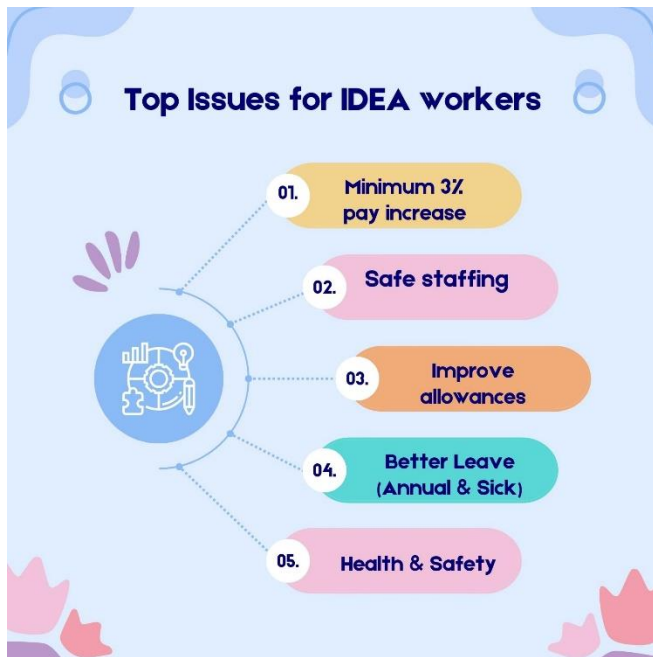 Top Issues for IDEA workers
01.
Minimum 3%
pay increase
02.
Safe staffing
03.
Improve
allowances
04.
Better Leave
(Annual & Sick)
05.
Health & Safety